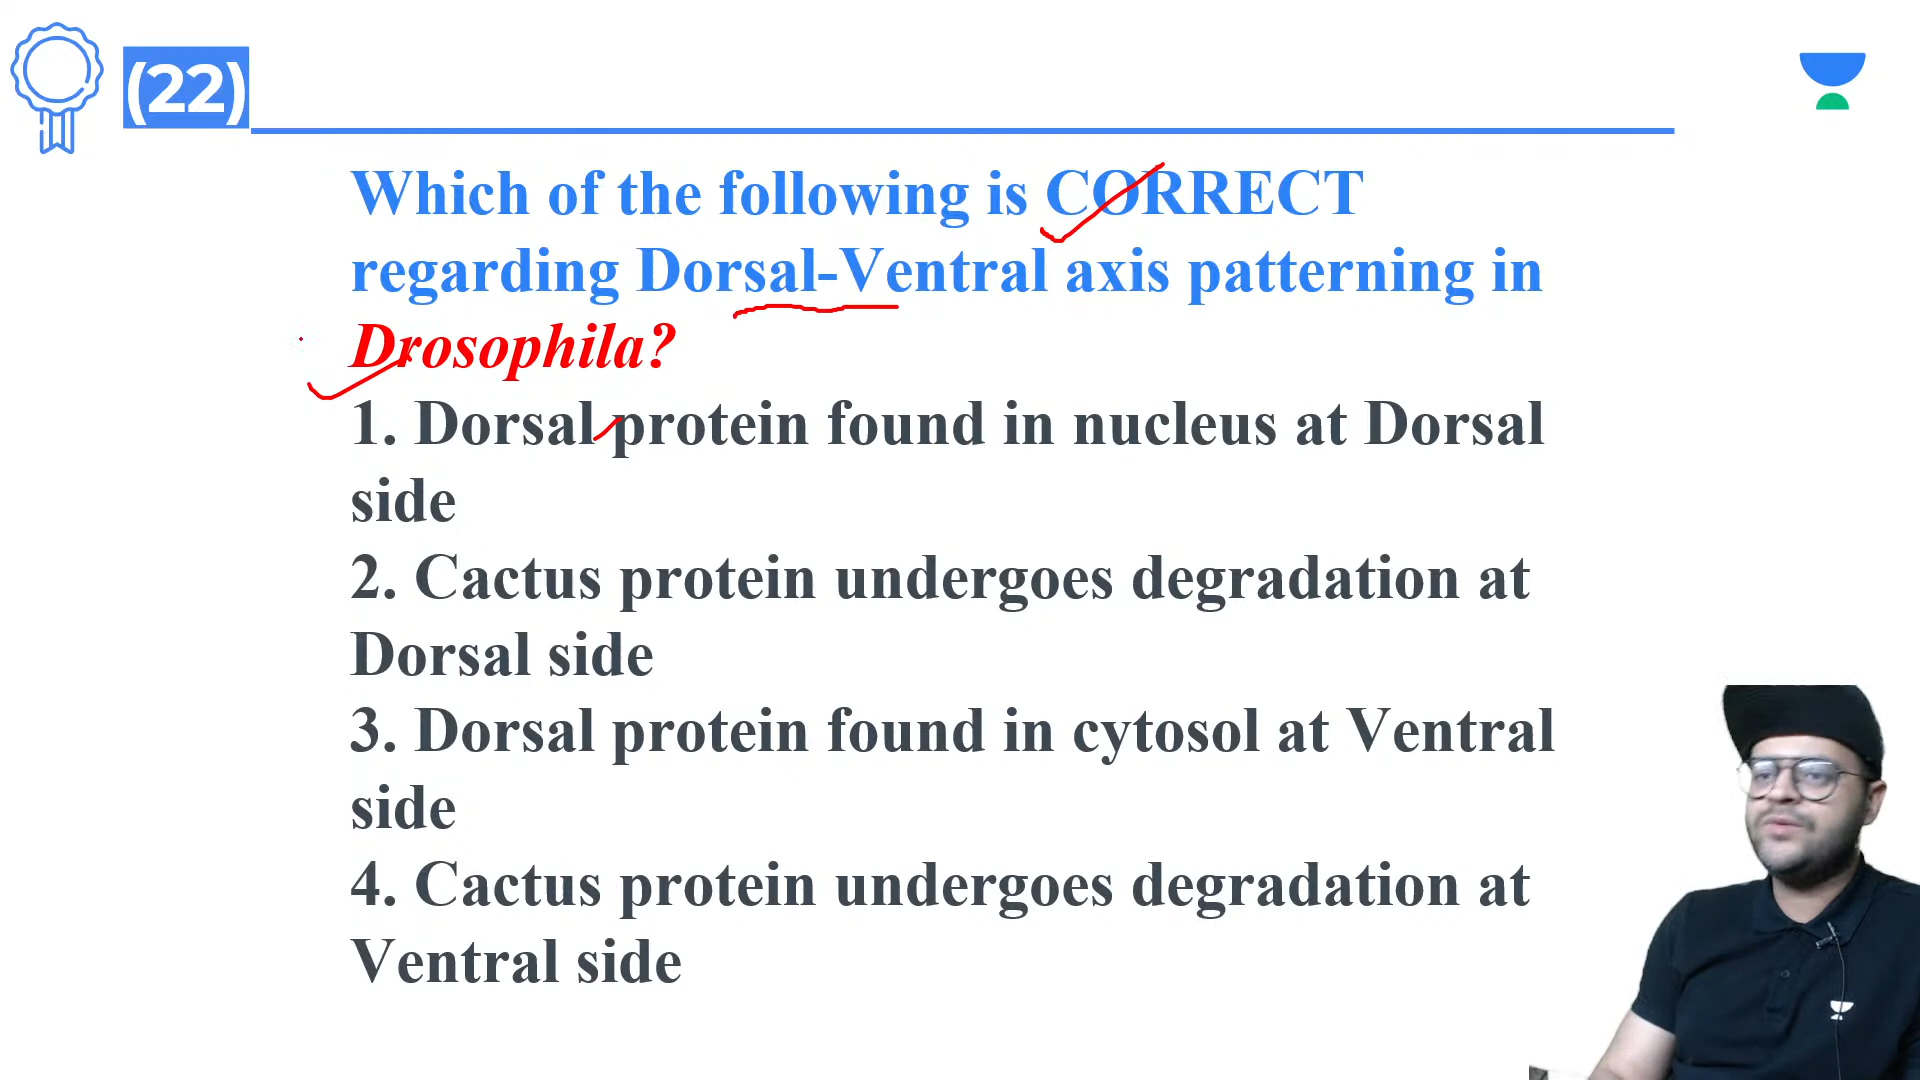 (22)
Which of the following is CORRECT
regarding Dorsal-Ventral axis patterning in
Drosophila?
1. Dorsal protein found in nucleus at Dorsal
side
2. Cactus protein undergoes degradation at
Dorsal side
3. Dorsal protein found in cytosol at Ventral
side
4. Cactus protein undergoes degradation at
Ventral side